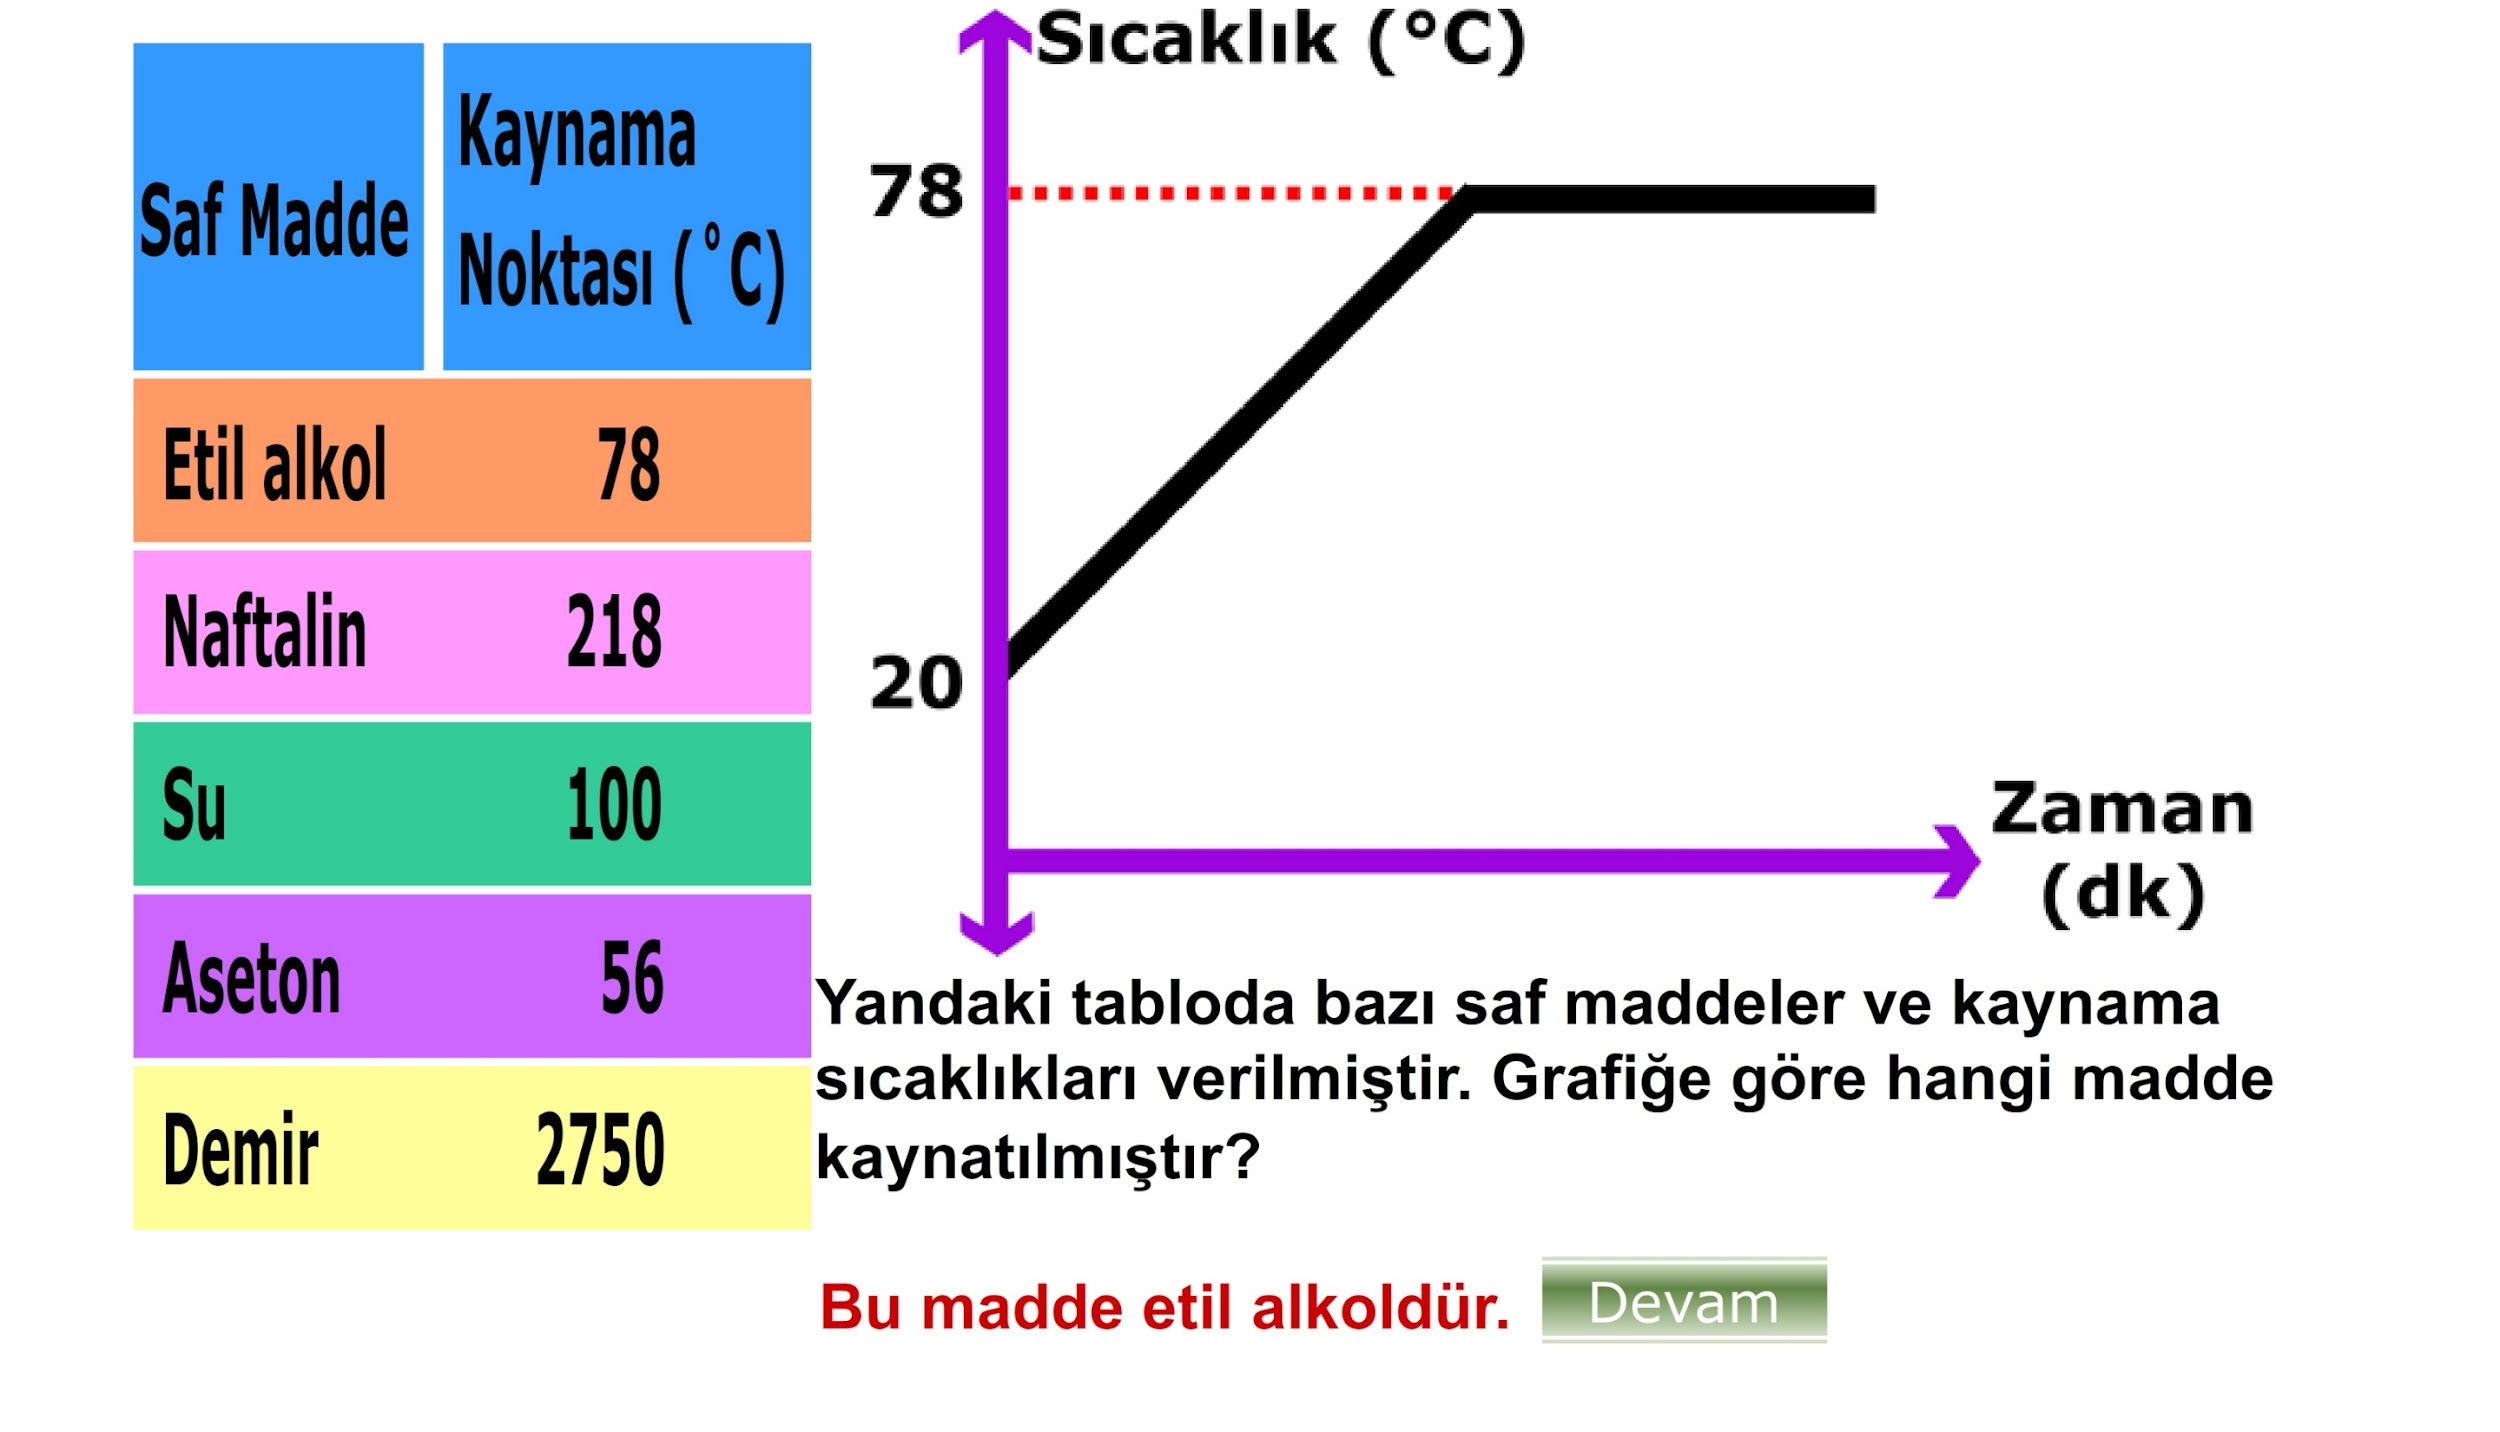 Saf Madde
Kaynama
Noktası (°C)
Etil alkol 78
Naftalin 218
Su 100
Aseton 56
Demir 2750
Sıcaklık (°C)
78
20
Zaman
(dk)
Yandaki tabloda bazı saf maddeler ve kaynama
sıcaklıkları verilmiştir. Grafiğe göre hangi madde
kaynatılmıştır?
Bu madde etil alkoldür.
Devam